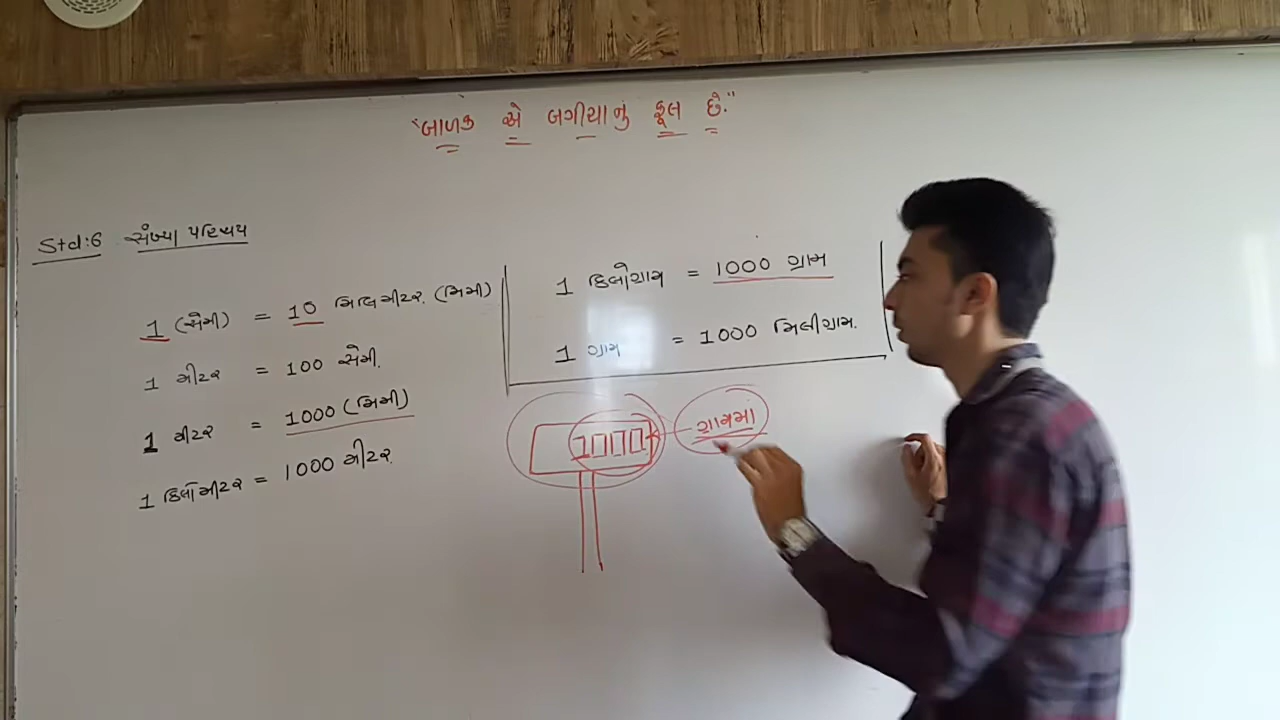 "બાળક એ બગીચાનું ફૂલ છે."
Std:6 સંખ્યા પરિચય
1 (સેમી) = 10 મિલિમીટર. (મિમી)
1 મીટર = 100 સેમી.
1 મીટર = 1000 (મિમી)
1 કિલોમીટર = 1000 મીટર.
1 કિલોગ્રામ = 1000 ગ્રામ
1 ગ્રામ = 1000 મિલીગ્રામ.
1000
ગ્રામમાં